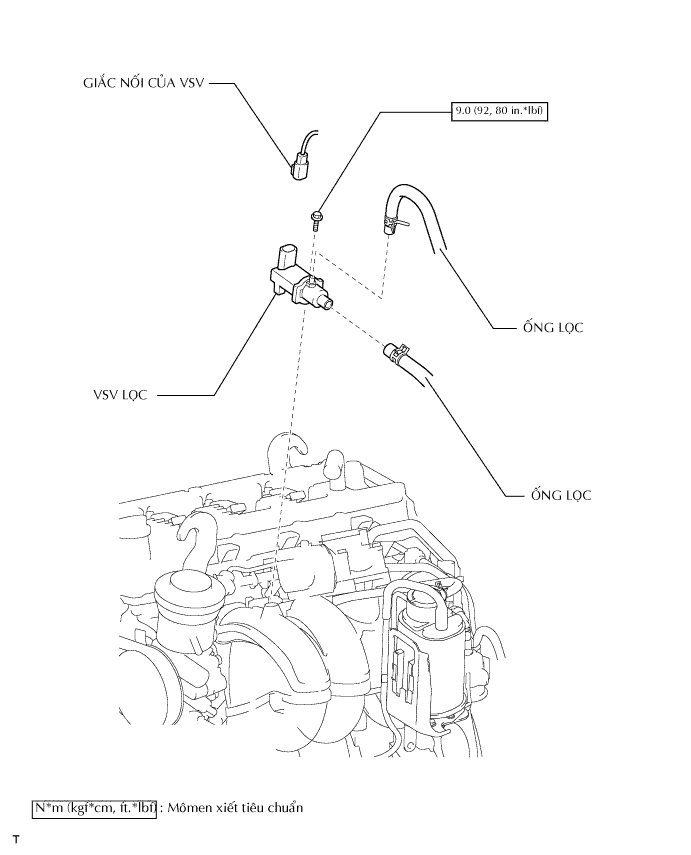 GIẮC NỐI CỦA VSV
9.0 (92, 80 in.*lbf)
ỐNG LỌC
VSV LỌC
ỐNG LỌC
N*m (kgf*cm, ft.*lbf) : Mômen xiết tiêu chuẩn
T